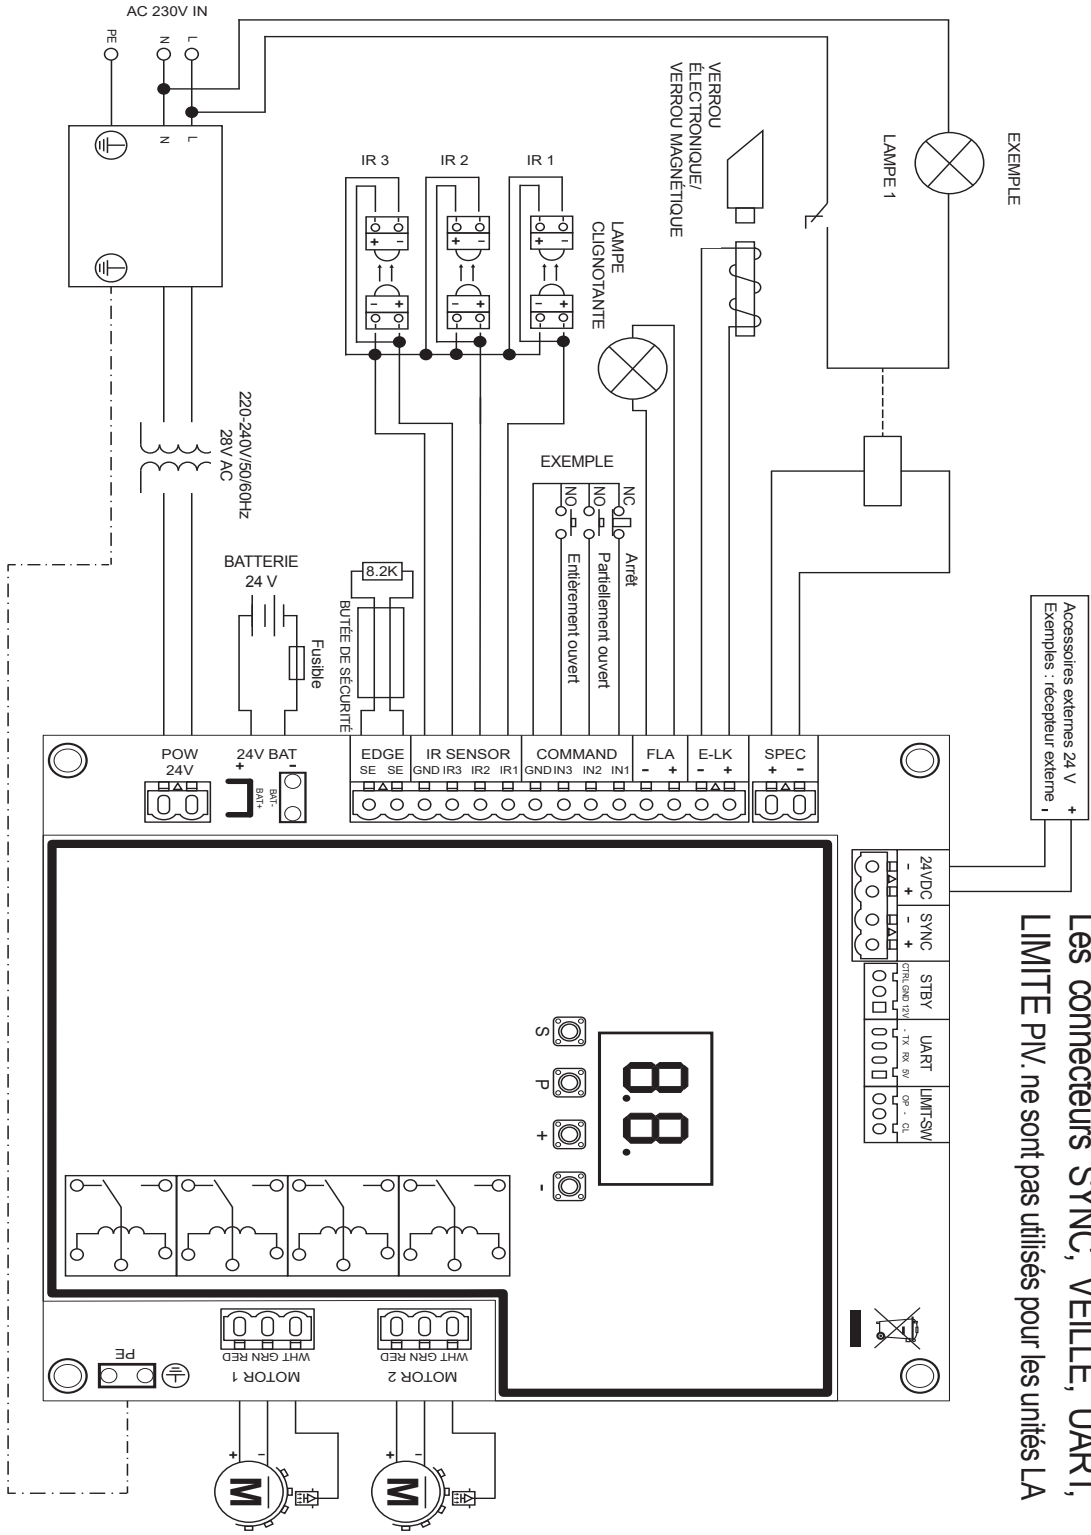 AC 230V IN
PE
N
L
N
L
EXEMPLE
LAMPE 1
VERROU
ÉLECTRONIQUE/
VERROU MAGNÉTIQUE
IR 3
IR 2
IR 1
+ -
+ -
+ -
- +
- +
- +
LAMPE
CLIGNOTANTE
220-240V/50/60Hz
28V AC
EXEMPLE
NO
NO
NC
Entièrement ouvert
Partiellement ouvert
Arrêt
BATTERIE
24 V
Fusible
8.2K
BUTÉE DE SÉCURITÉ
Accessoires externes 24 V
Exemples : récepteur externe
+
-
Les connecteurs SYNC, VEILLE, UART,
LIMITE PIV. ne sont pas utilisés pour les unités LA
POW
24V
24V BAT
+ -
BAT+
BAT-
EDGE
SE SE
IR SENSOR
GND IR3 IR2 IR1
COMMAND
GND IN3 IN2 IN1
FLA
- +
E-LK
- +
SPEC
+ -
24VDC
- +
SYNC
- +
STBY
CTRL GND 12V
UART
- TX RX 5V
LIMIT-SW
OP - CL
8.8.
S
P
+
-
PE
WHT GRN RED
MOTOR 1
WHT GRN RED
MOTOR 2
+ -
M
+ -
M